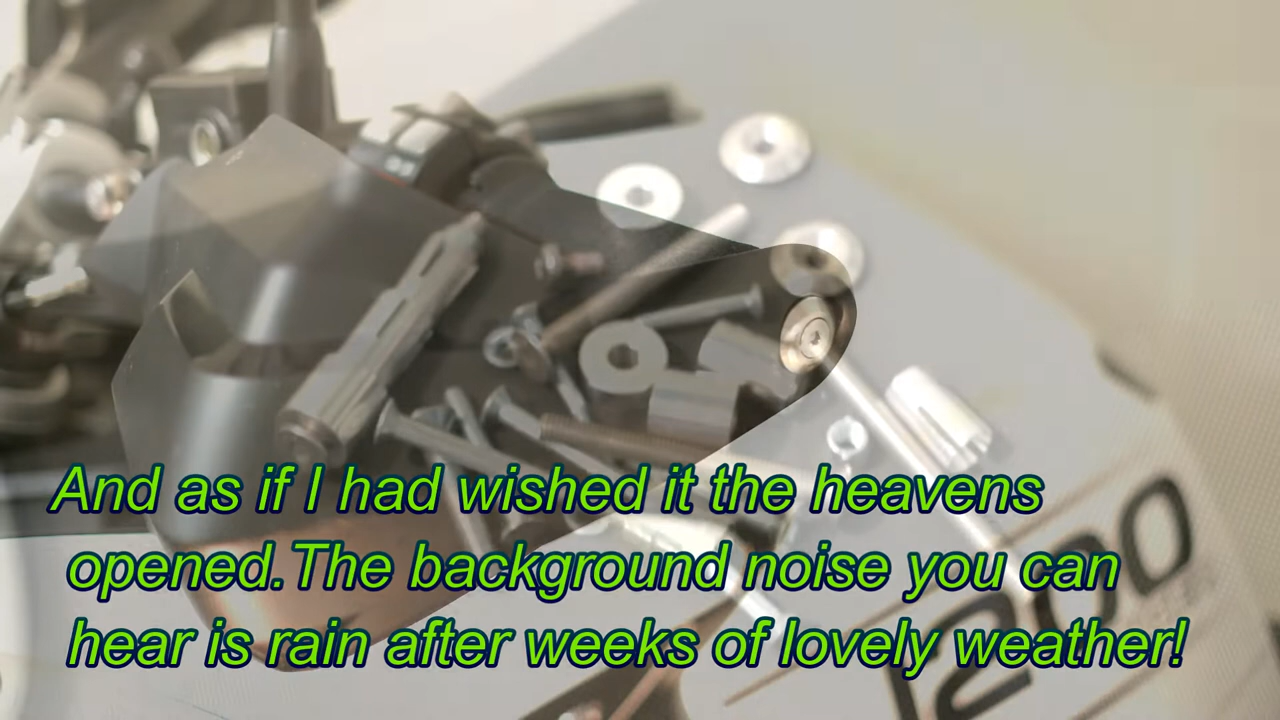 And as if I had wished it the heavens
opened.The background noise you can
hear is rain after weeks of lovely weather!
1200